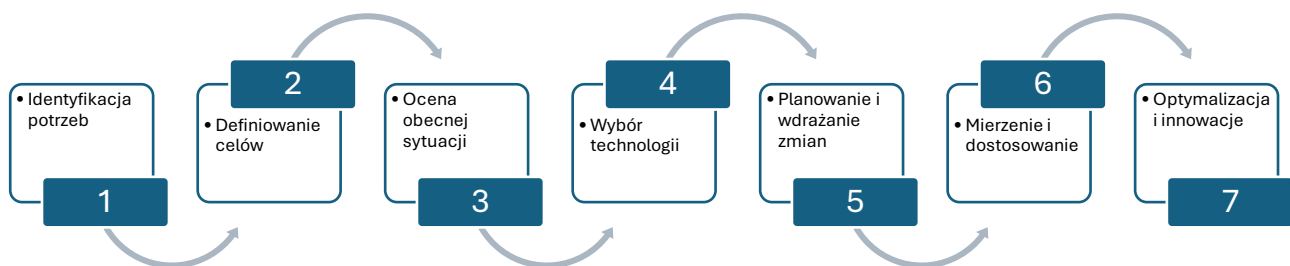 • Identyfikacja
potrzeb
1
2
• Definiowanie
celów
• Ocena
obecnej
sytuacji
3
4
• Wybór
technologii
• Planowanie i
wdrażanie
zmian
5
6
• Mierzenie i
dostosowanie
• Optymalizacja
i innowacje
7